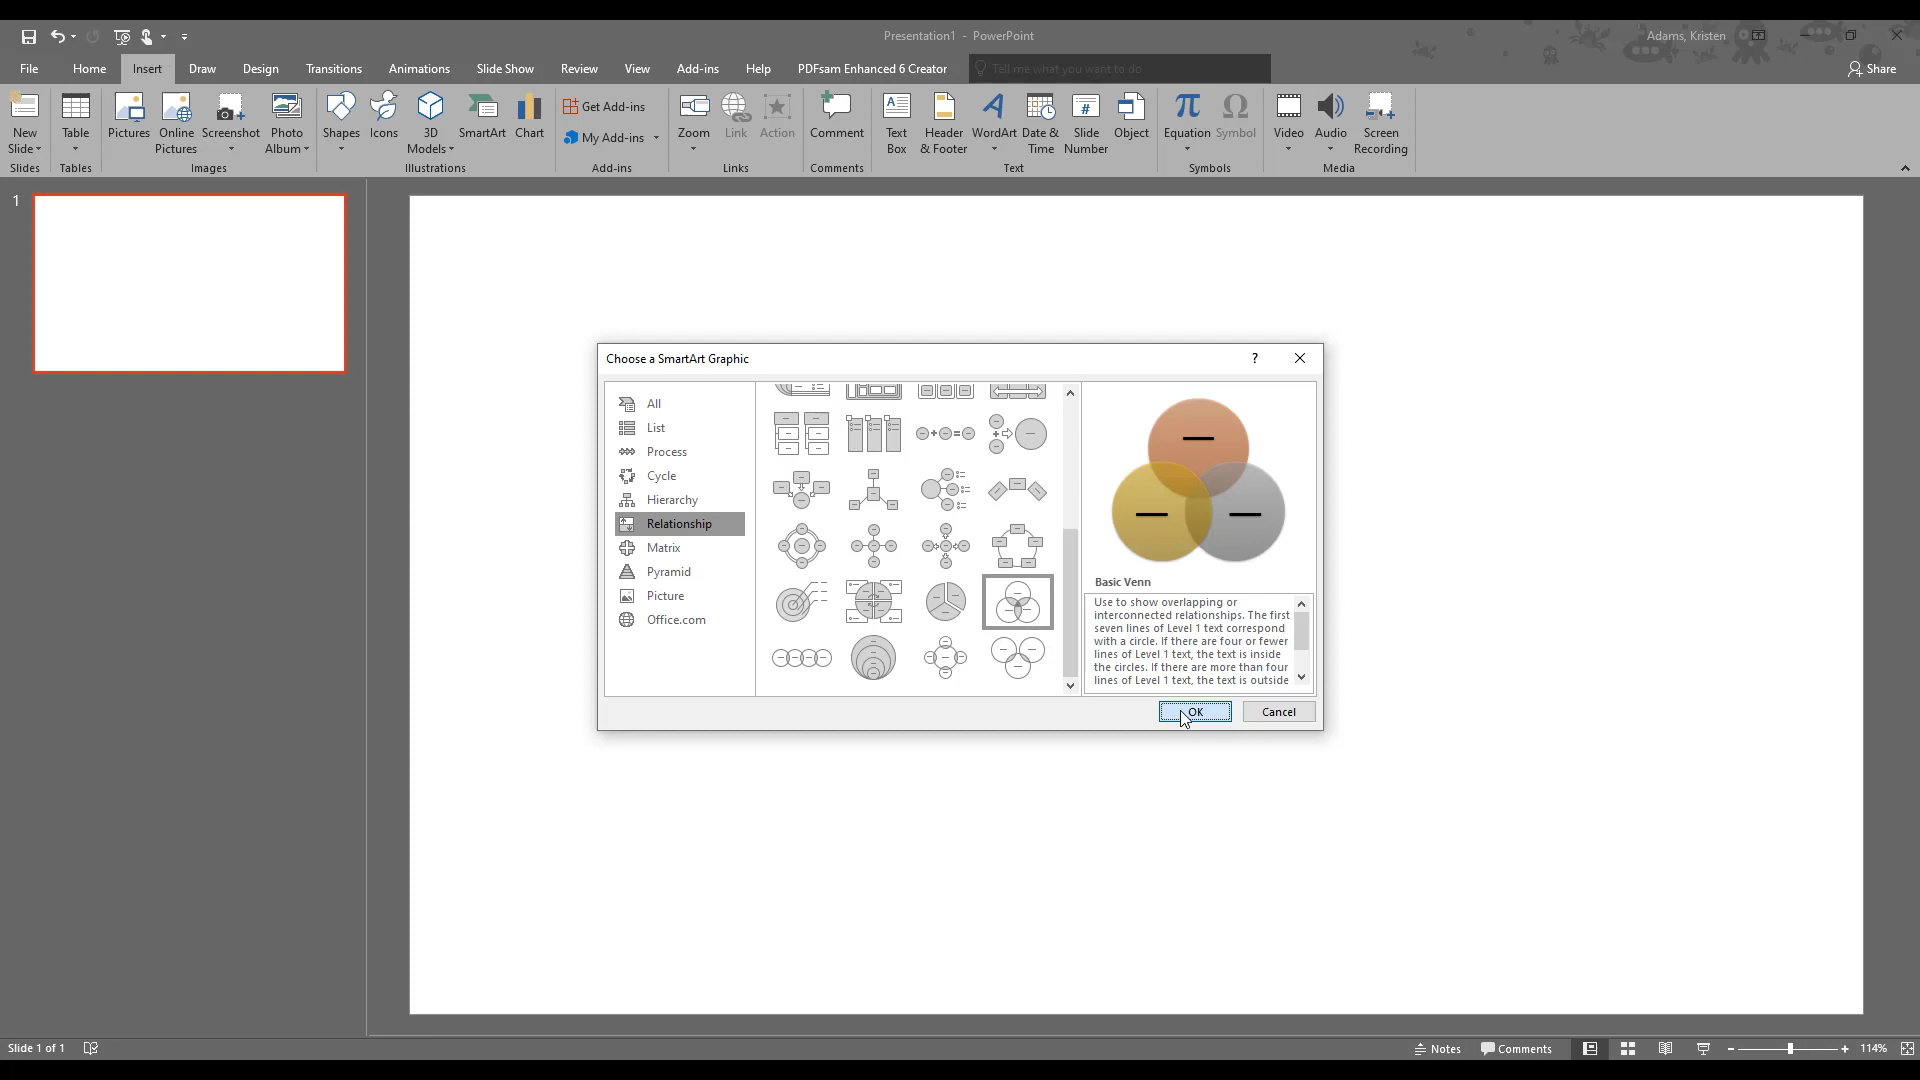 Presentation1 - PowerPoint
Adams, Kristen
File Home Insert Draw Design Transitions Animations Slide Show Review View Add-ins Help PDFsam Enhanced 6 Creator Tell me what you want to do Share
New Slide
Table
Pictures
Online Pictures
Screenshot
Photo Album
Shapes
Icons
3D Models
SmartArt
Chart
Get Add-ins
My Add-ins
Zoom
Link
Action
Comment
Text Box
Header & Footer
WordArt
Date & Time
Slide Number
Object
Equation
Symbol
Video
Audio
Screen Recording
Slides Tables Images Illustrations Add-ins Links Comments Text Symbols Media
1
Choose a SmartArt Graphic
?
All
List
Process
Cycle
Hierarchy
Relationship
Matrix
Pyramid
Picture
Office.com
Basic Venn
Use to show overlapping or
interconnected relationships. The first
seven lines of Level 1 text correspond
with a circle. If there are four or fewer
lines of Level 1 text, the text is inside
the circles. If there are more than four
lines of Level 1 text, the text is outside
OK Cancel
Slide 1 of 1
Notes Comments 114%